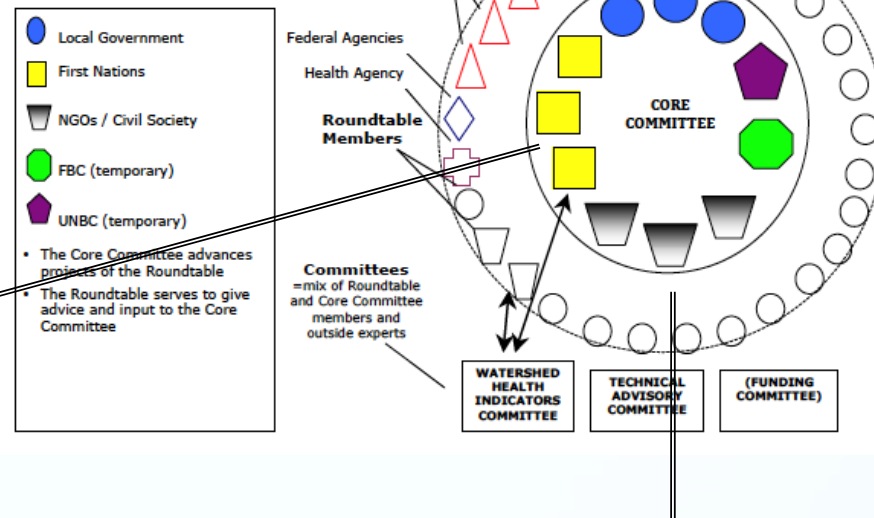 Local Government
First Nations
NGOs / Civil Society
FBC (temporary)
UNBC (temporary)
• The Core Committee advances
projects of the Roundtable
• The Roundtable serves to give
advice and input to the Core
Committee
Federal Agencies
Health Agency
Roundtable
Members
CORE
COMMITTEE
Committees
=mix of Roundtable
and Core Committee
members and
outside experts
WATERSHED
HEALTH
INDICATORS
COMMITTEE
TECHNICAL
ADVISORY
COMMITTEE
(FUNDING
COMMITTEE)